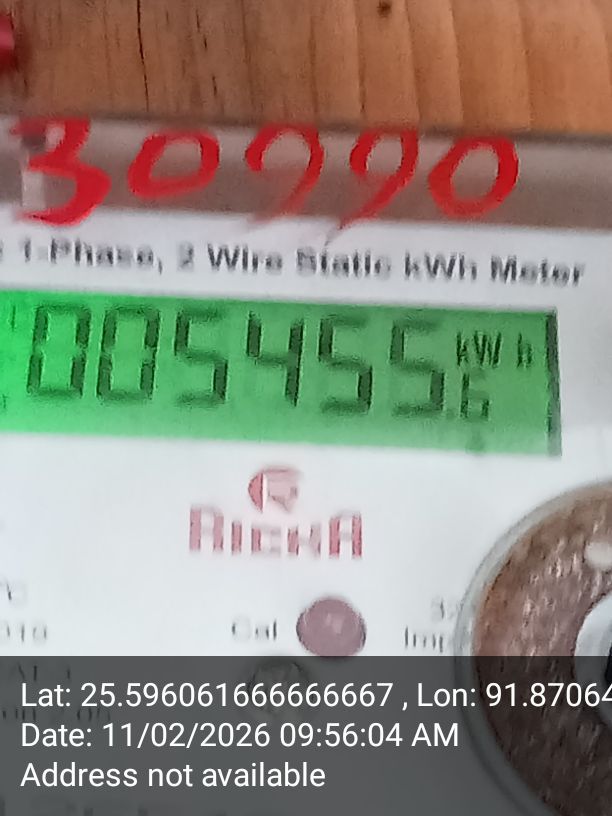 30990
1-Phase, 2 Wire Static kWh Meter
005455.6 kWh
RICHA
Cal
Imp
Lat: 25.596061666666667 , Lon: 91.87064
Date: 11/02/2026 09:56:04 AM
Address not available